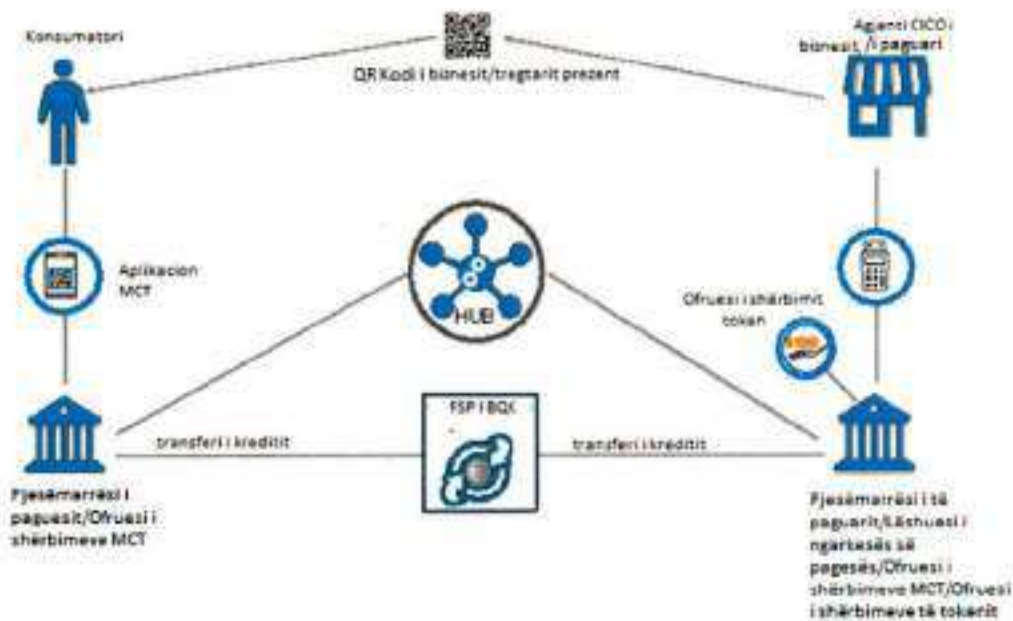 Konsumatori
QR Kodi i biznesit/tregtarit prezent
Agjenti CICO i
biznesit /i paguari
Aplikacion
MCT
HUB
Ofruesi i shërbimit
token
$100
FSP I BQK
transferi i kreditit
transferi i kreditit
Pjesëmarrësi i
paguesit/Ofruesi i
shërbimeve MCT
Pjesëmarrësi i të
paguarit/Lëshuesi i
ngarkesës së
pagesës/Ofruesi i
shërbimeve MCT/Ofruesi
i shërbimeve të tokenit